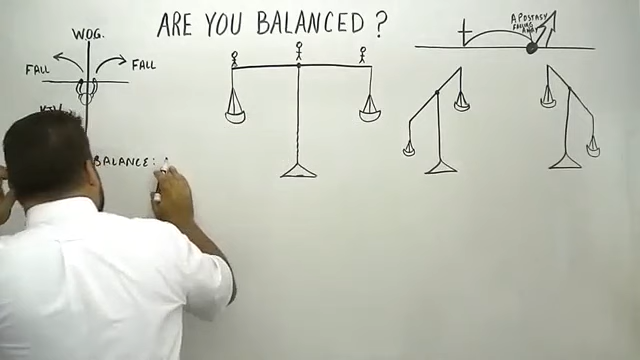 ARE YOU BALANCED?
WOG.
FALL
FALL
BALANCE:
APOSTASY
FALLING
AWAY